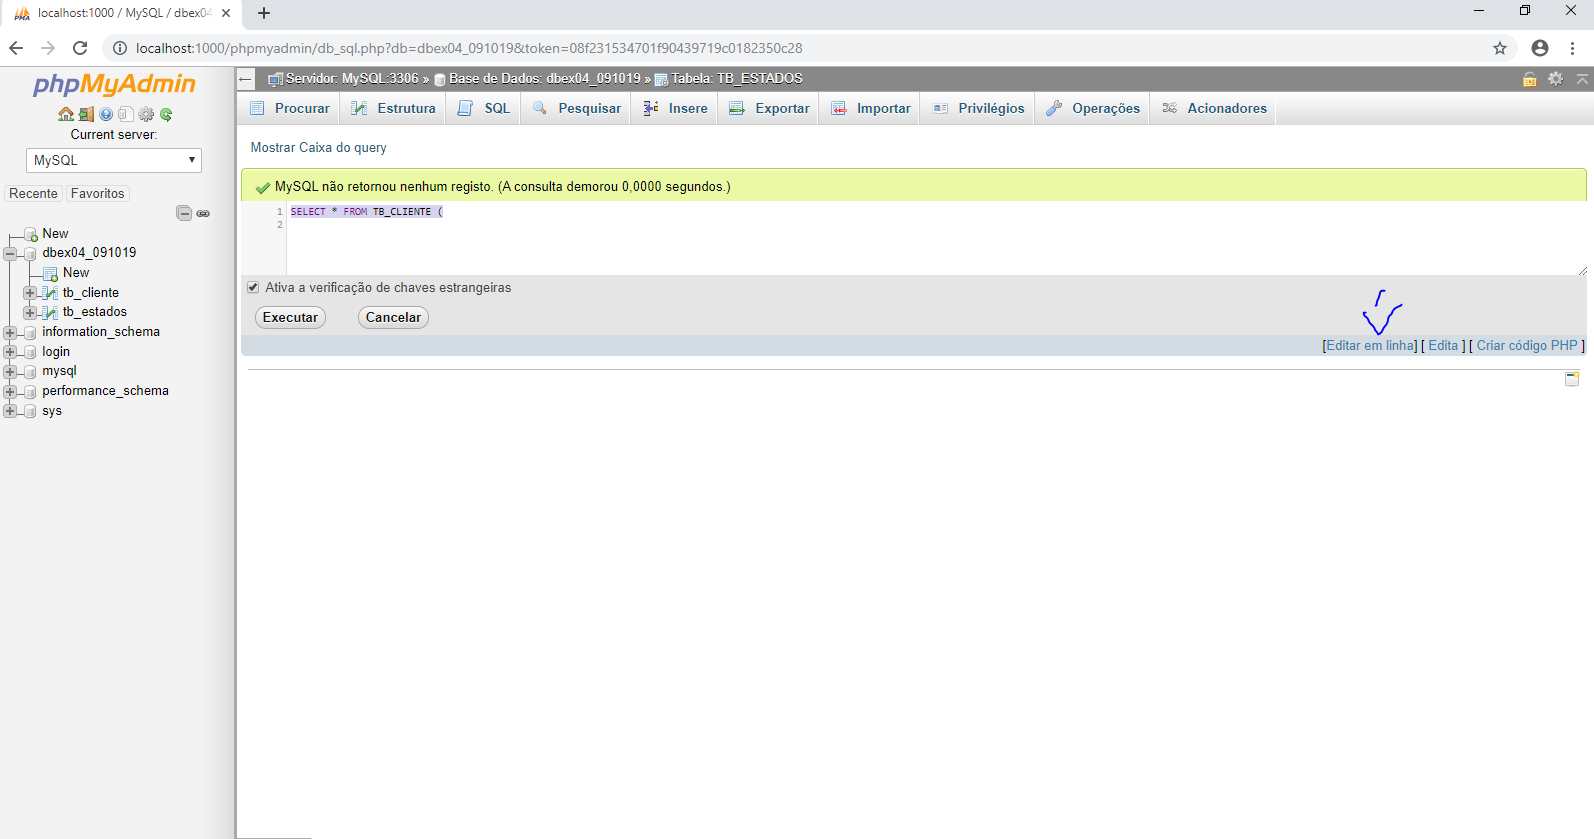 localhost:1000 / MySQL / dbex04
localhost:1000/phpmyadmin/db_sql.php?db=dbex04_091019&token=08f231534701f90439719c0182350c28
phpMyAdmin
Current server:
MySQL
Recente Favoritos
New
dbex04_091019
New
tb_cliente
tb_estados
information_schema
login
mysql
performance_schema
sys
Servidor: MySQL:3306 » Base de Dados: dbex04_091019 » Tabela: TB_ESTADOS
Procurar Estrutura SQL Pesquisar Insere Exportar Importar Privilégios Operações Acionadores
Mostrar Caixa do query
MySQL não retornou nenhum registo. (A consulta demorou 0,0000 segundos.)
1 SELECT * FROM TB_CLIENTE (
2
Ativa a verificação de chaves estrangeiras
Executar Cancelar
[Editar em linha] [ Edita ] [ Criar código PHP ]